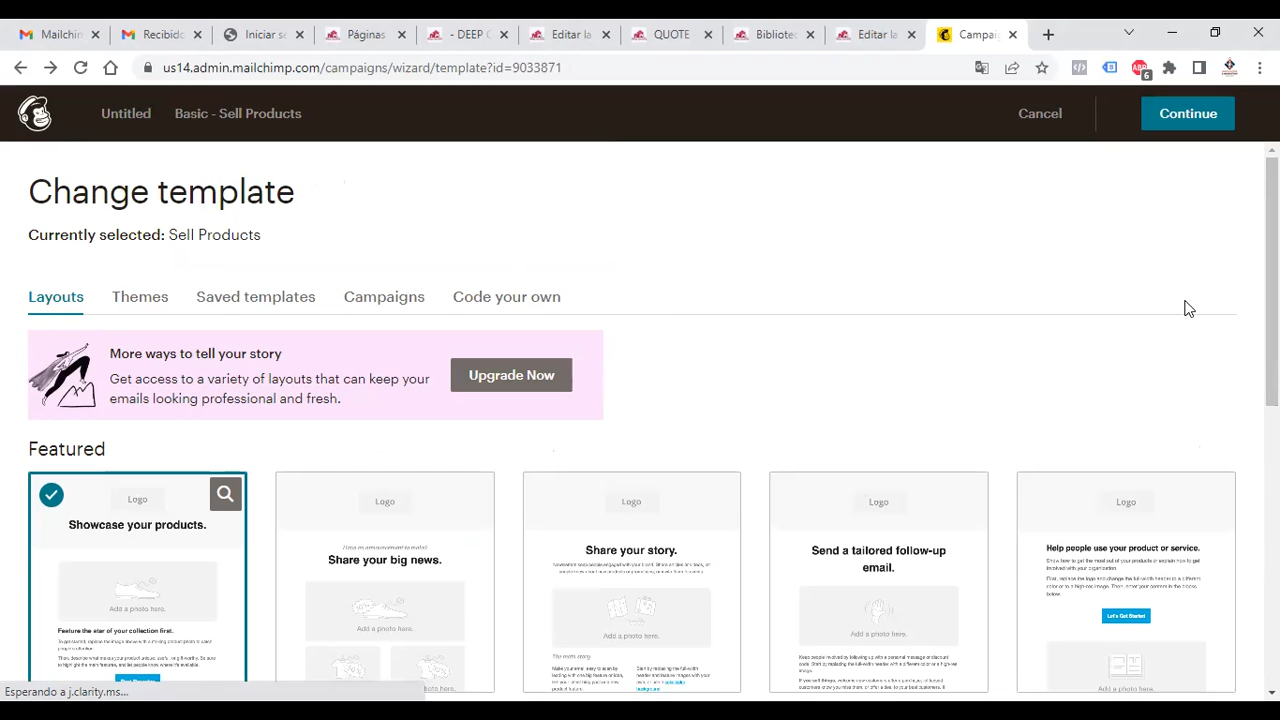 Mailchin
Recibido
Iniciar se
Páginas
- DEEP C
Editar la
QUOTE
Bibliotec
Editar la
Campaig
us14.admin.mailchimp.com/campaigns/wizard/template?id=9033871
ABP
6
Untitled
Basic - Sell Products
Cancel
Continue
Change template
Currently selected: Sell Products
Layouts
Themes
Saved templates
Campaigns
Code your own
More ways to tell your story
Get access to a variety of layouts that can keep your
emails looking professional and fresh.
Upgrade Now
Featured
Logo
Showcase your products.
Add a photo here.
Feature the star of your collection first.
Logo
Share your big news.
Add a photo here.
Logo
Share your story.
Add a photo here.
Logo
Send a tailored follow-up
email.
Add a photo here.
Logo
Help people use your product or service.
Let's Get Started
Add a photo here.
Esperando a j.clarity.ms...